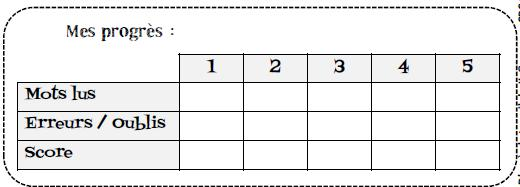 Mes progrès :
1 2 3 4 5
Mots lus
Erreurs / Oublis
Score